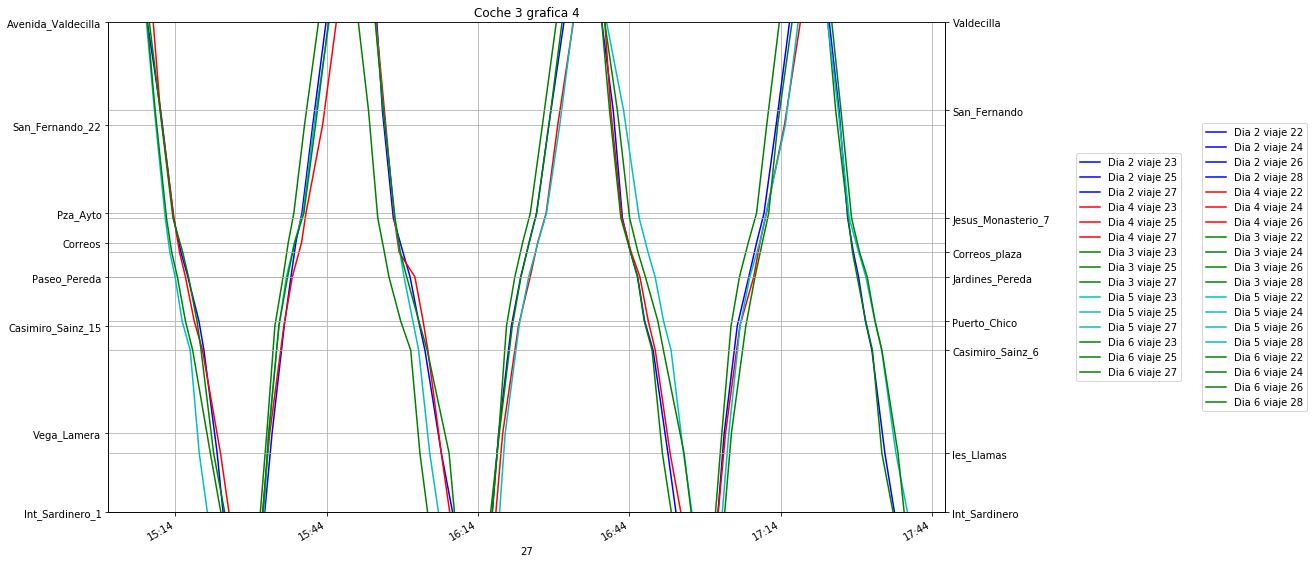 Coche 3 grafica 4
Avenida_Valdecilla
San_Fernando_22
Pza_Ayto
Correos
Paseo_Pereda
Casimiro_Sainz_15
Vega_Lamera
Int_Sardinero_1
Valdecilla
San_Fernando
Jesus_Monasterio_7
Correos_plaza
Jardines_Pereda
Puerto_Chico
Casimiro_Sainz_6
Ies_Llamas
Int_Sardinero
15:14
15:44
16:14
16:44
17:14
17:44
27
Dia 2 viaje 23
Dia 2 viaje 25
Dia 2 viaje 27
Dia 4 viaje 23
Dia 4 viaje 25
Dia 4 viaje 27
Dia 3 viaje 23
Dia 3 viaje 25
Dia 3 viaje 27
Dia 5 viaje 23
Dia 5 viaje 25
Dia 5 viaje 27
Dia 6 viaje 23
Dia 6 viaje 25
Dia 6 viaje 27
Dia 2 viaje 22
Dia 2 viaje 24
Dia 2 viaje 26
Dia 2 viaje 28
Dia 4 viaje 22
Dia 4 viaje 24
Dia 4 viaje 26
Dia 3 viaje 22
Dia 3 viaje 24
Dia 3 viaje 26
Dia 3 viaje 28
Dia 5 viaje 22
Dia 5 viaje 24
Dia 5 viaje 26
Dia 5 viaje 28
Dia 6 viaje 22
Dia 6 viaje 24
Dia 6 viaje 26
Dia 6 viaje 28